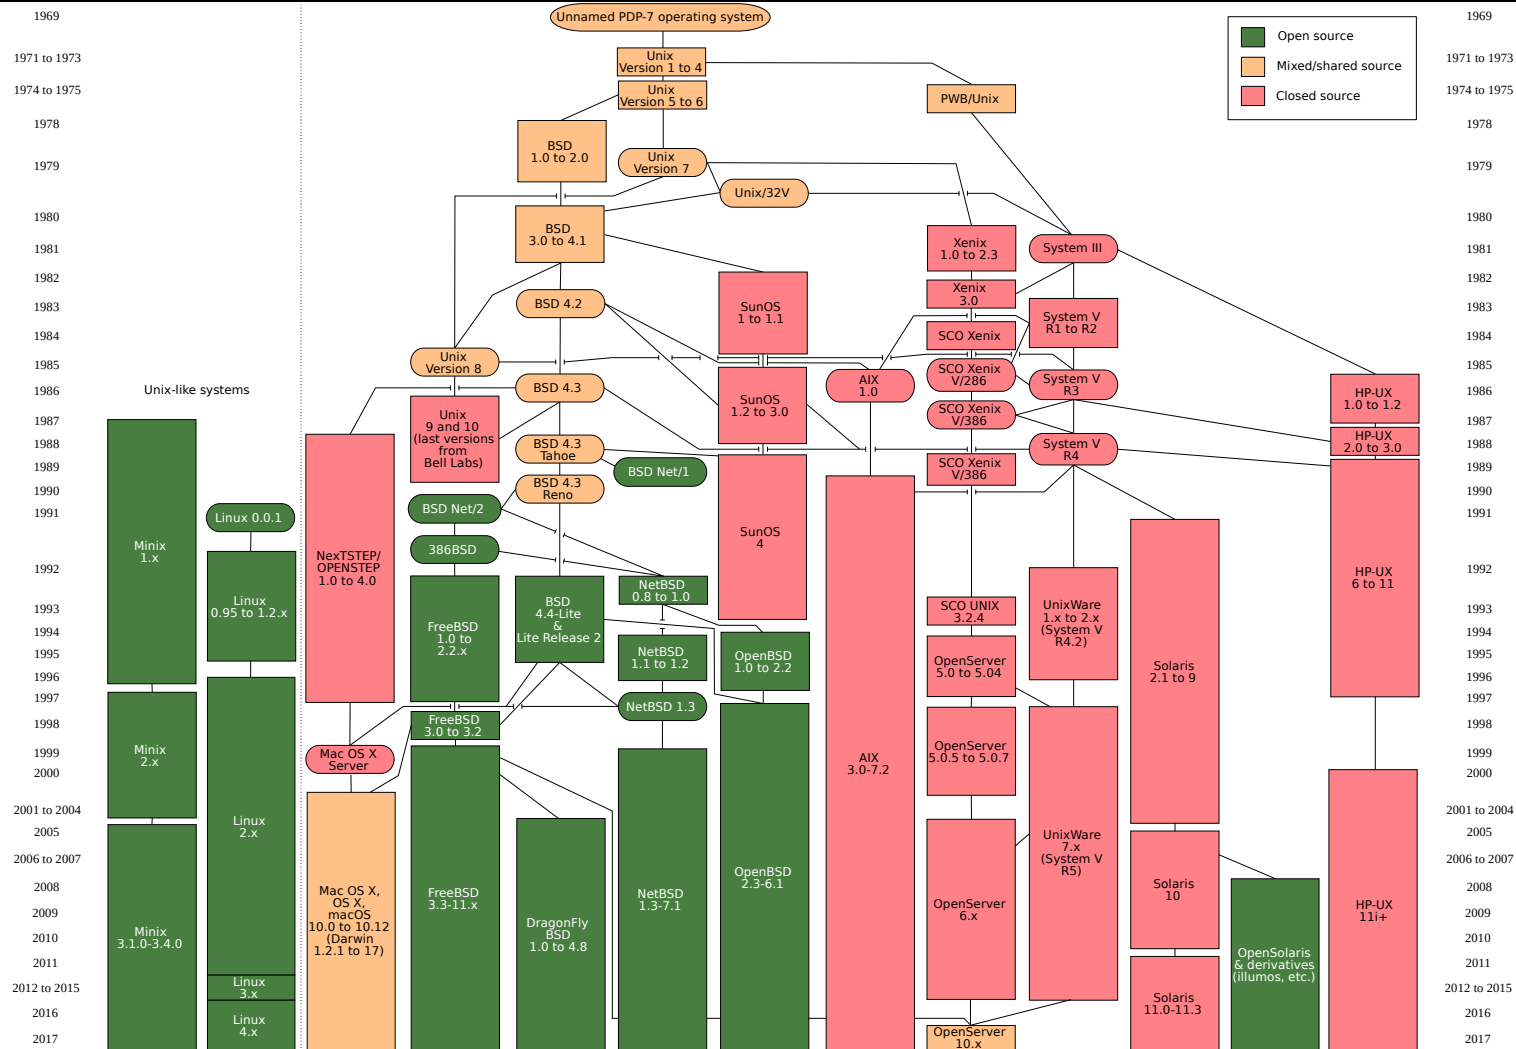 1969
1971 to 1973
1974 to 1975
1978
1979
1980
1981
1982
1983
1984
1985
1986
1987
1988
1989
1990
1991
1992
1993
1994
1995
1996
1997
1998
1999
2000
2001 to 2004
2005
2006 to 2007
2008
2009
2010
2011
2012 to 2015
2016
2017
Unix-like systems
Minix
1.x
Minix
2.x
Minix
3.1.0-3.4.0
Linux 0.0.1
Linux
0.95 to 1.2.x
Linux
2.x
Linux
3.x
Linux
4.x
NexTSTEP/
OPENSTEP
1.0 to 4.0
Mac OS X
Server
Mac OS X,
OS X,
macOS
10.0 to 10.12
(Darwin
1.2.1 to 17)
Unnamed PDP-7 operating system
Unix
Version 1 to 4
Unix
Version 5 to 6
BSD
1.0 to 2.0
Unix
Version 7
Unix/32V
BSD
3.0 to 4.1
BSD 4.2
Unix
Version 8
BSD 4.3
Unix
9 and 10
(last versions
from
Bell Labs)
BSD 4.3
Tahoe
BSD Net/1
BSD 4.3
Reno
BSD Net/2
386BSD
FreeBSD
1.0 to
2.2.x
FreeBSD
3.0 to 3.2
FreeBSD
3.3-11.x
BSD
4.4-Lite
&
Lite Release 2
DragonFly
BSD
1.0 to 4.8
NetBSD
0.8 to 1.0
NetBSD
1.1 to 1.2
NetBSD 1.3
NetBSD
1.3-7.1
SunOS
1 to 1.1
SunOS
1.2 to 3.0
SunOS
4
OpenBSD
1.0 to 2.2
OpenBSD
2.3-6.1
AIX
1.0
AIX
3.0-7.2
PWB/Unix
Xenix
1.0 to 2.3
Xenix
3.0
SCO Xenix
SCO Xenix
V/286
SCO Xenix
V/386
SCO Xenix
V/386
SCO UNIX
3.2.4
OpenServer
5.0 to 5.04
OpenServer
5.0.5 to 5.0.7
OpenServer
6.x
OpenServer
10.x
System III
System V
R1 to R2
System V
R3
System V
R4
UnixWare
1.x to 2.x
(System V
R4.2)
UnixWare
7.x
(System V
R5)
Solaris
2.1 to 9
Solaris
10
Solaris
11.0-11.3
OpenSolaris
& derivatives
(illumos, etc.)
HP-UX
1.0 to 1.2
HP-UX
2.0 to 3.0
HP-UX
6 to 11
HP-UX
11i+
Open source
Mixed/shared source
Closed source
1969
1971 to 1973
1974 to 1975
1978
1979
1980
1981
1982
1983
1984
1985
1986
1987
1988
1989
1990
1991
1992
1993
1994
1995
1996
1997
1998
1999
2000
2001 to 2004
2005
2006 to 2007
2008
2009
2010
2011
2012 to 2015
2016
2017